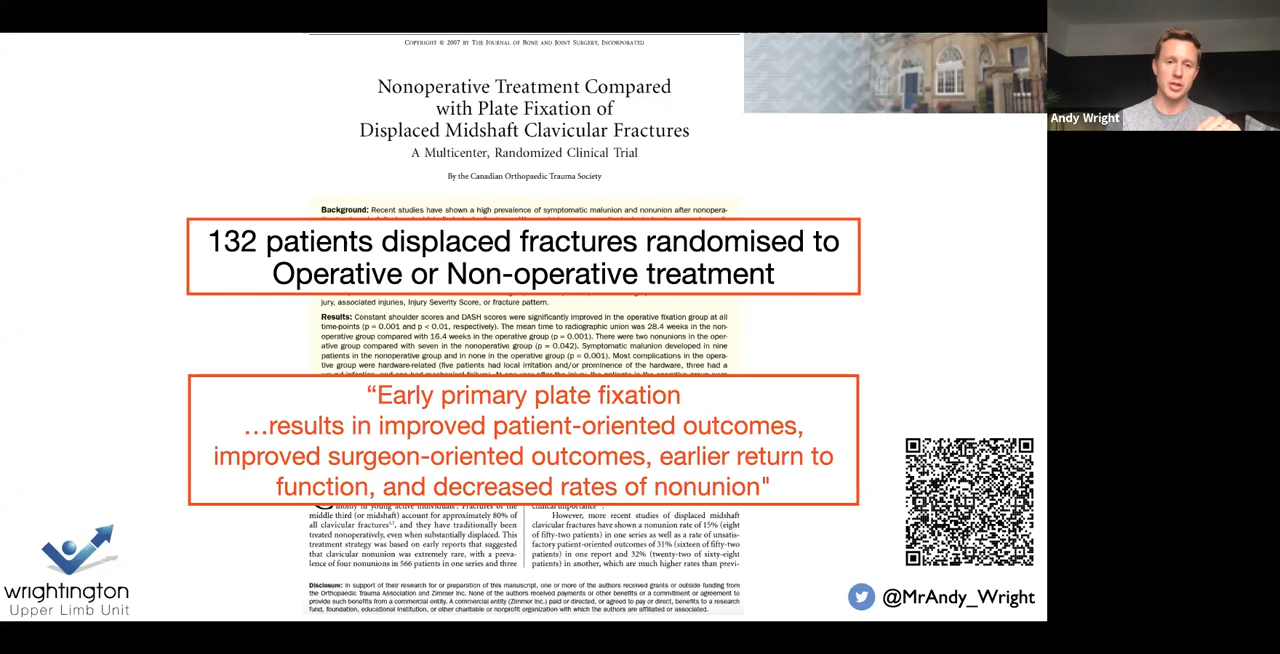 COPYRIGHT © 2007 BY THE JOURNAL OF BONE AND JOINT SURGERY, INCORPORATED
Nonoperative Treatment Compared
with Plate Fixation of
Displaced Midshaft Clavicular Fractures
A Multicenter, Randomized Clinical Trial
By the Canadian Orthopaedic Trauma Society
Andy Wright
Background: Recent studies have shown a high prevalence of symptomatic malunion and nonunion after nonopera-
132 patients displaced fractures randomised to
Operative or Non-operative treatment
jury, associated injuries, Injury Severity Score, or fracture pattern.
Results: Constant shoulder scores and DASH scores were significantly improved in the operative fixation group at all
time-points (p = 0.001 and p < 0.01, respectively). The mean time to radiographic union was 28.4 weeks in the non-
operative group compared with 16.4 weeks in the operative group (p = 0.001). There were two nonunions in the oper-
ative group compared with seven in the nonoperative group (p = 0.042). Symptomatic malunion developed in nine
patients in the nonoperative group and in none in the operative group (p = 0.001). Most complications in the opera-
tive group were hardware-related (five patients had local irritation and/or prominence of the hardware, three had a
“Early primary plate fixation
...results in improved patient-oriented outcomes,
improved surgeon-oriented outcomes, earlier return to
function, and decreased rates of nonunion"
middle third (or midshaft) account for approximately 80% of
all clavicular fractures, and they have traditionally been
treated nonoperatively, even when substantially displaced. This
treatment strategy was based on early reports that suggested
that clavicular nonunion was extremely rare, with a preva-
lence of four nonunions in 566 patients in one series and three
However, more recent studies of displaced midshaft
clavicular fractures have shown a nonunion rate of 15% (eight
of fifty-two patients) in one series as well as a rate of unsatis-
factory patient-oriented outcomes of 31% (sixteen of fifty-two
patients) in one report and 32% (twenty-two of sixty-eight
patients) in another, which are much higher rates than previ-
Disclosure: In support of their research for or preparation of this manuscript, one or more of the authors received grants or outside funding from
the Orthopaedic Trauma Association and Zimmer Inc. None of the authors received payments or other benefits or a commitment or agreement to
provide such benefits from a commercial entity. A commercial entity (Zimmer Inc.) paid or directed, or agreed to pay or direct, benefits to a research
fund, foundation, educational institution, or other charitable or nonprofit organization with which the authors are affiliated or associated.
wrightington
Upper Limb Unit
@MrAndy_Wright